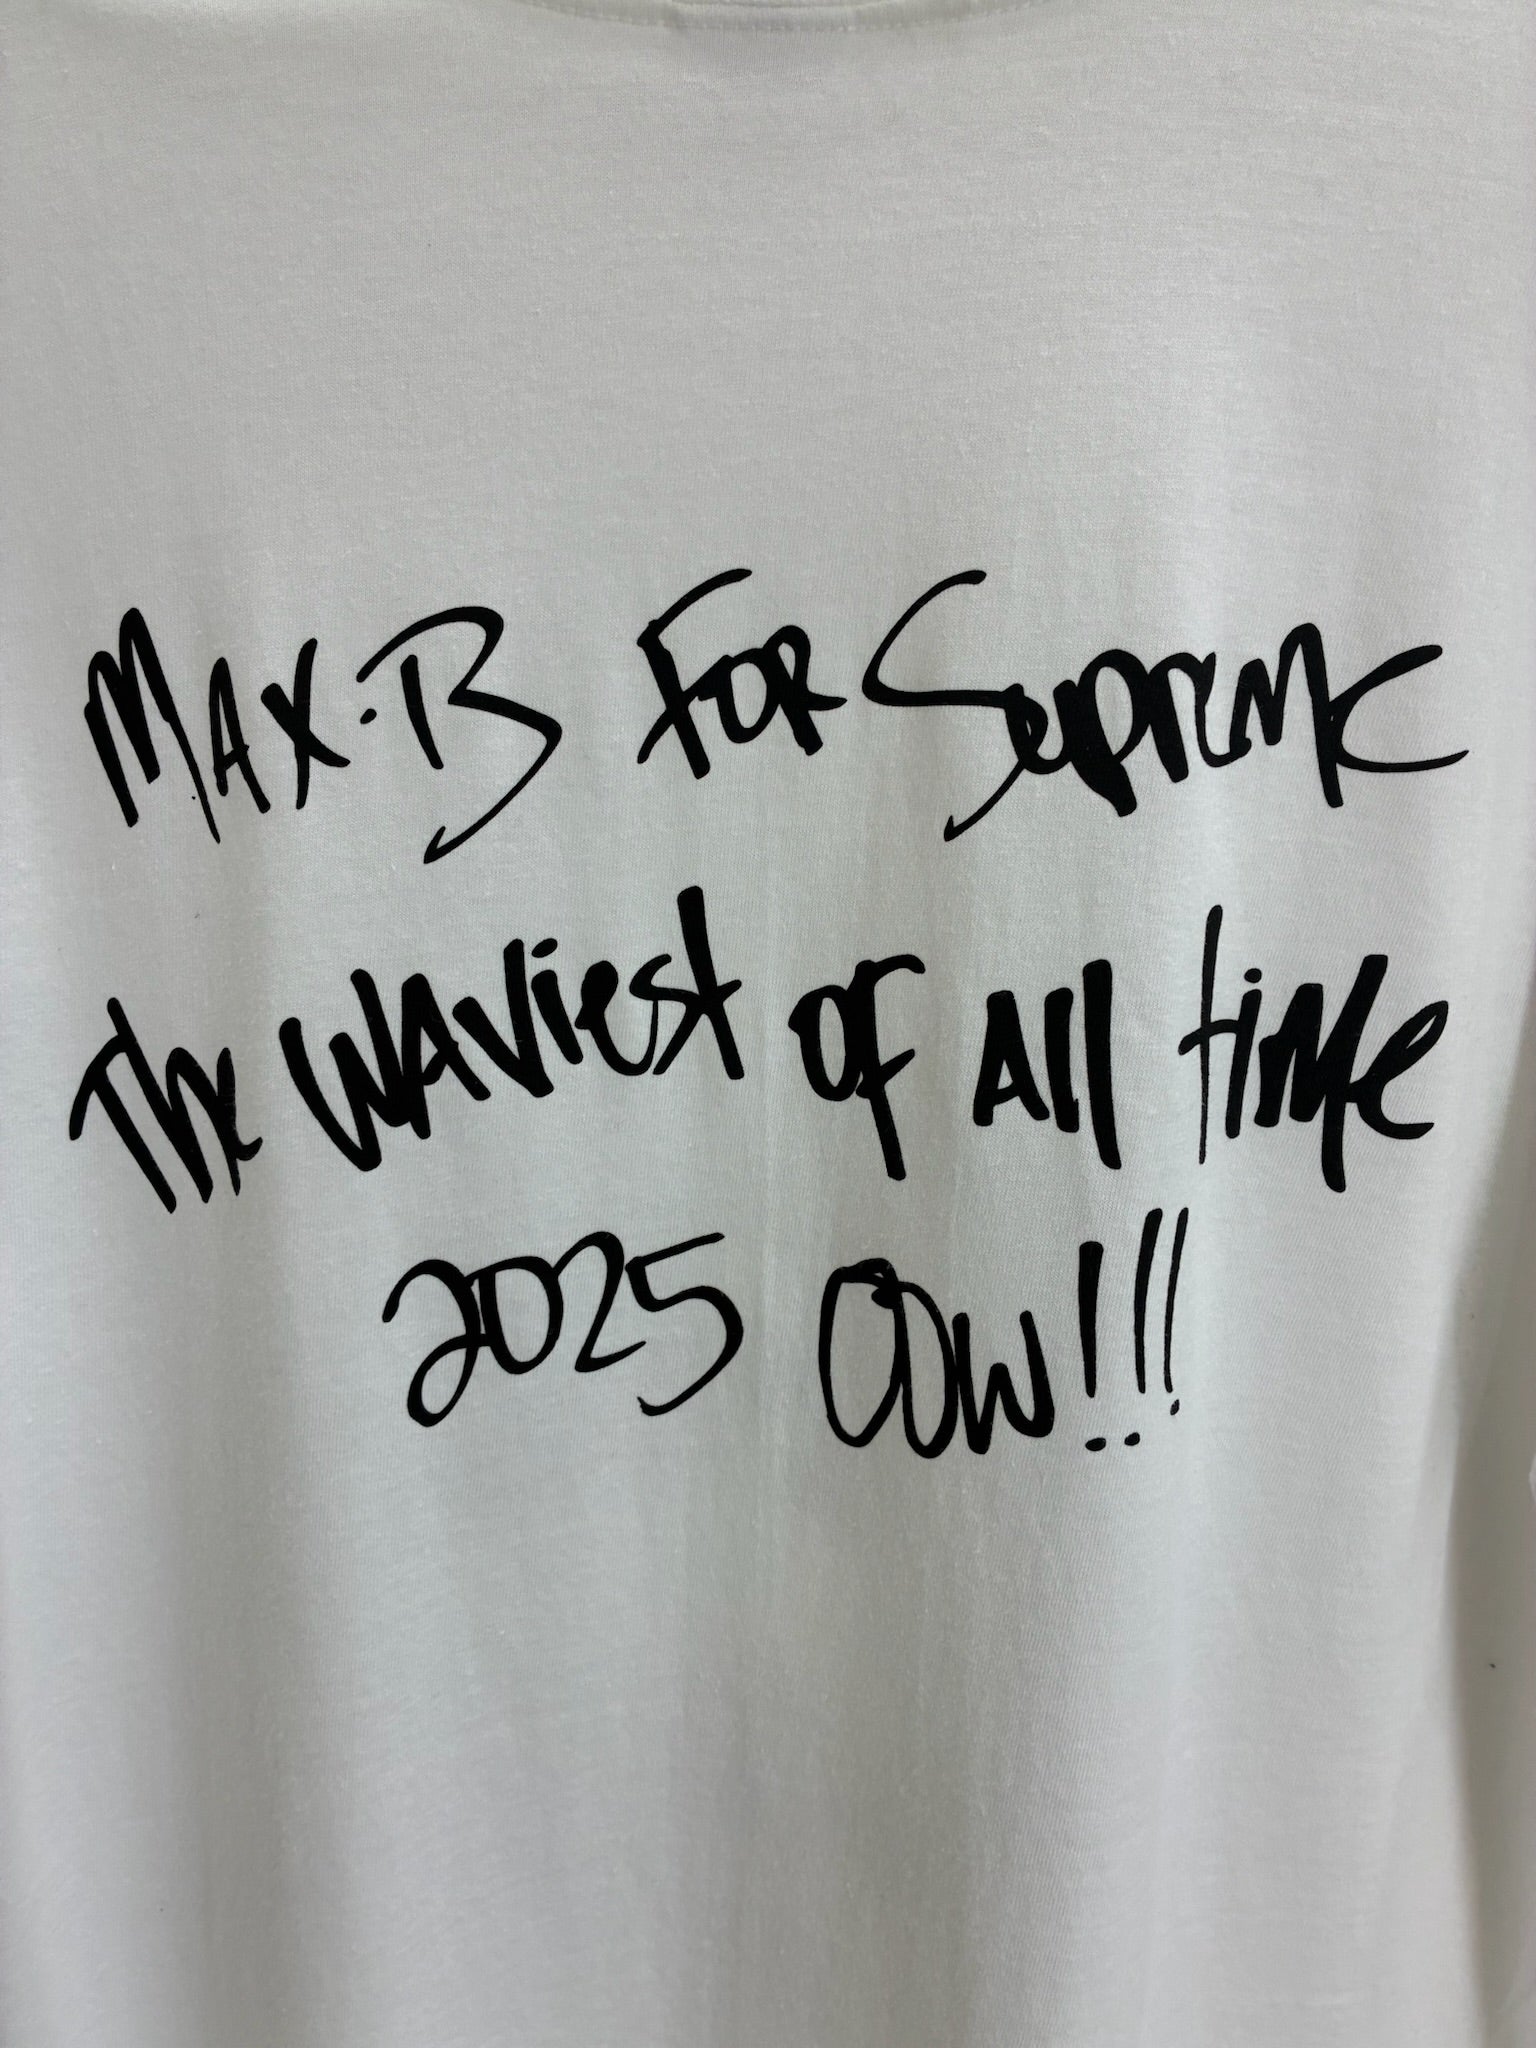 MAX·B FOR Supreme
The WAViest of All time
2025 OOW!!!